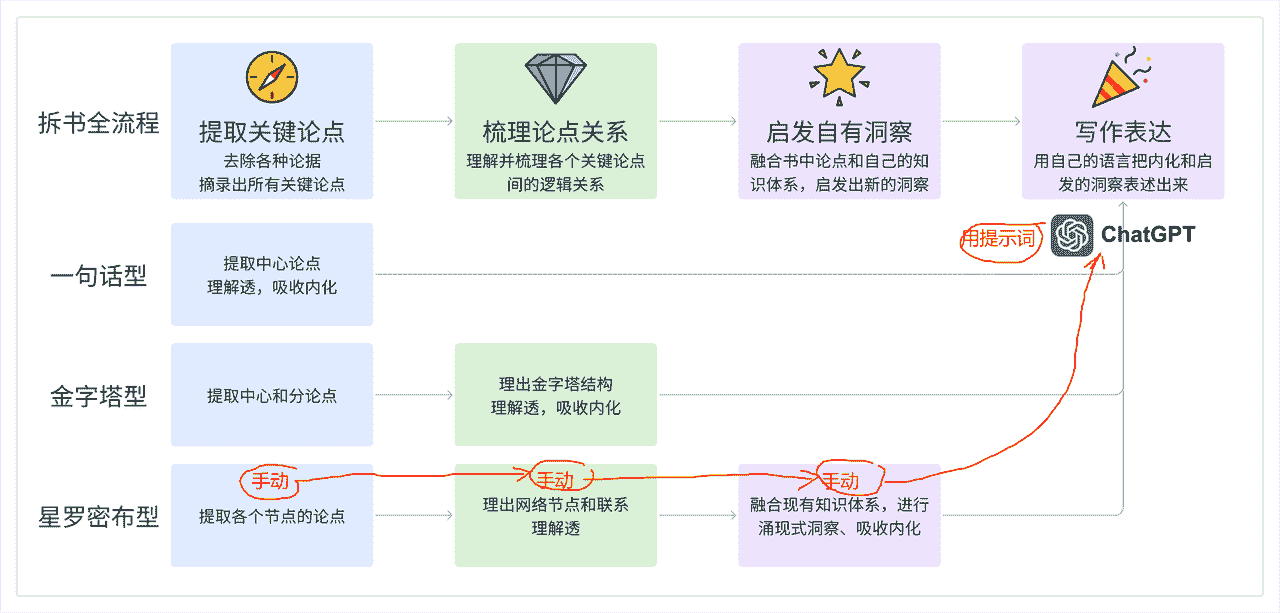 拆书全流程
提取关键论点
去除各种论据
摘录出所有关键论点
梳理论点关系
理解并梳理各个关键论点
间的逻辑关系
启发自有洞察
融合书中论点和自己的知
识体系，启发出新的洞察
写作表达
用自己的语言把内化和启
发的洞察表述出来
用提示词
ChatGPT
一句话型
提取中心论点
理解透，吸收内化
金字塔型
提取中心和分论点
理出金字塔结构
理解透，吸收内化
星罗密布型
手动
提取各个节点的论点
手动
理出网络节点和联系
理解透
手动
融合现有知识体系，进行
涌现式洞察、吸收内化